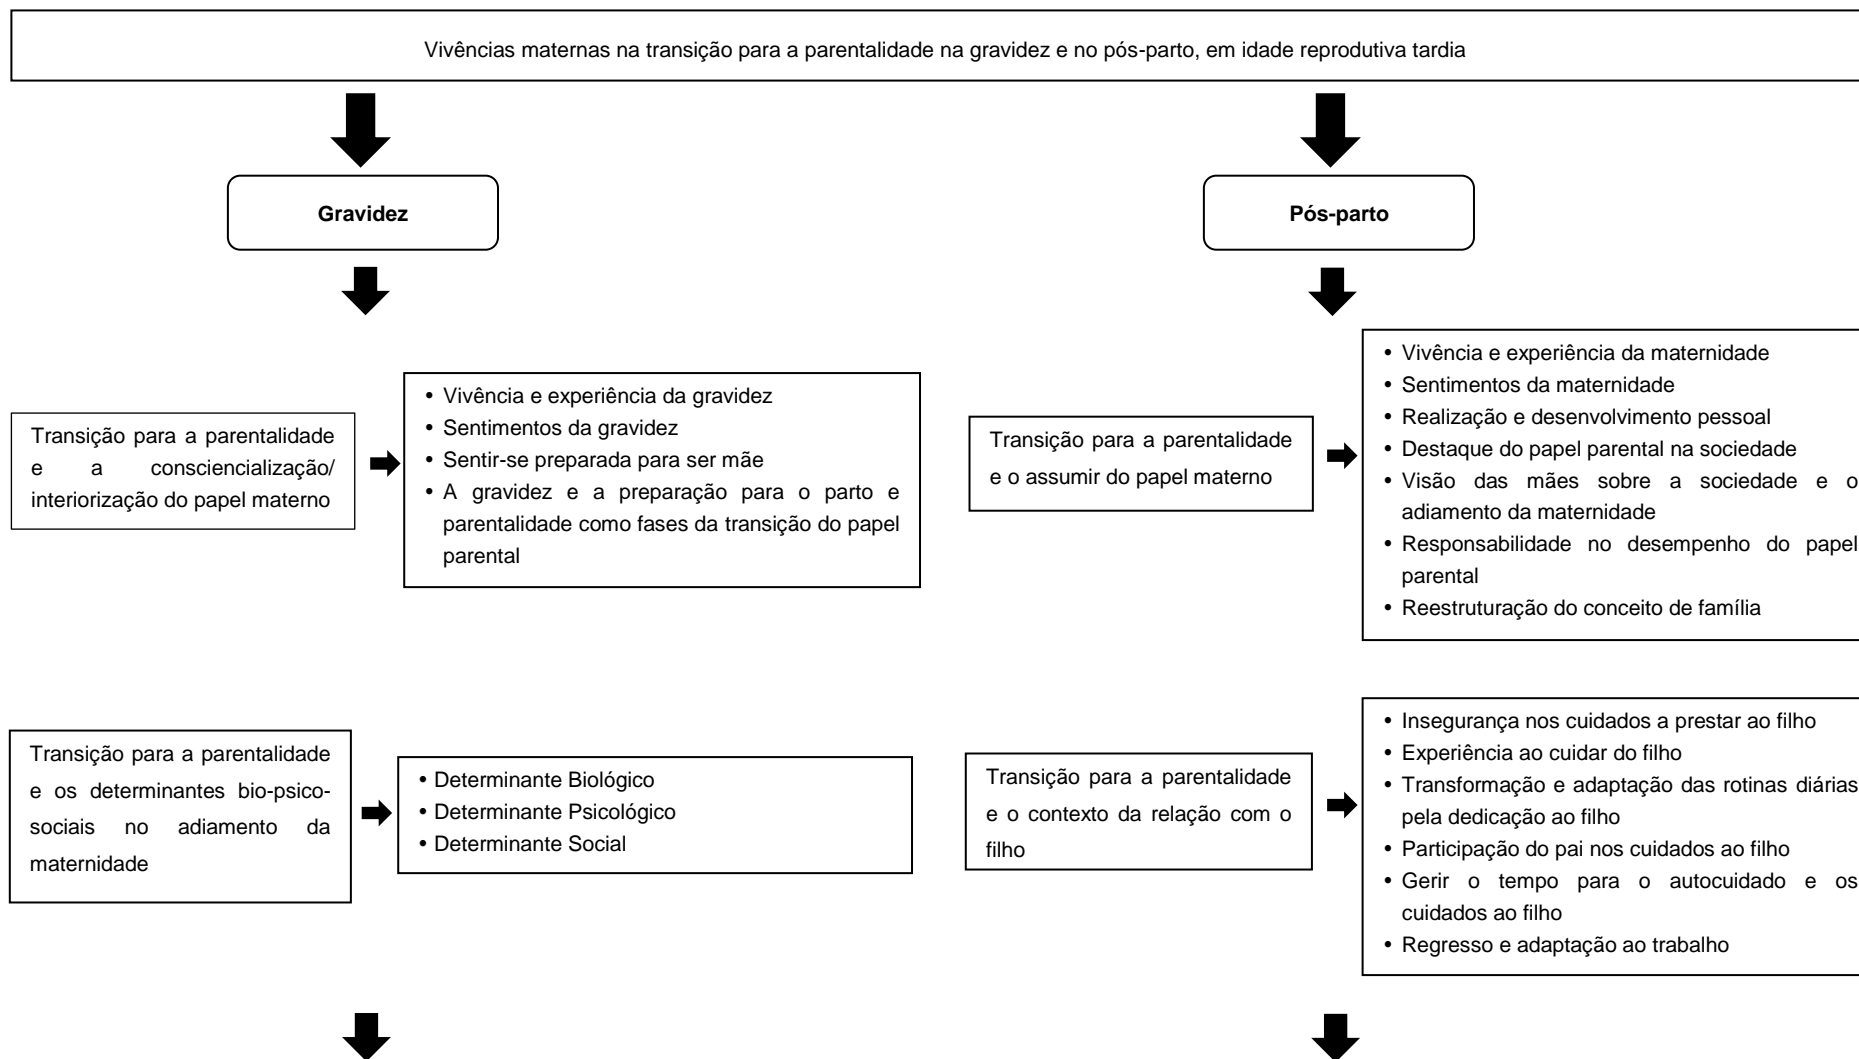 Vivências maternas na transição para a parentalidade na gravidez e no pós-parto, em idade reprodutiva tardia
Gravidez
Pós-parto
Transição para a parentalidade
e a consciencialização/
interiorização do papel materno
• Vivência e experiência da gravidez
• Sentimentos da gravidez
• Sentir-se preparada para ser mãe
• A gravidez e a preparação para o parto e
parentalidade como fases da transição do papel
parental
Transição para a parentalidade
e o assumir do papel materno
• Vivência e experiência da maternidade
• Sentimentos da maternidade
• Realização e desenvolvimento pessoal
• Destaque do papel parental na sociedade
• Visão das mães sobre a sociedade e o
adiamento da maternidade
• Responsabilidade no desempenho do papel
parental
• Reestruturação do conceito de família
Transição para a parentalidade
e os determinantes bio-psico-
sociais no adiamento da
maternidade
• Determinante Biológico
• Determinante Psicológico
• Determinante Social
Transição para a parentalidade
e o contexto da relação com o
filho
• Insegurança nos cuidados a prestar ao filho
• Experiência ao cuidar do filho
• Transformação e adaptação das rotinas diárias
pela dedicação ao filho
• Participação do pai nos cuidados ao filho
• Gerir o tempo para o autocuidado e os
cuidados ao filho
• Regresso e adaptação ao trabalho